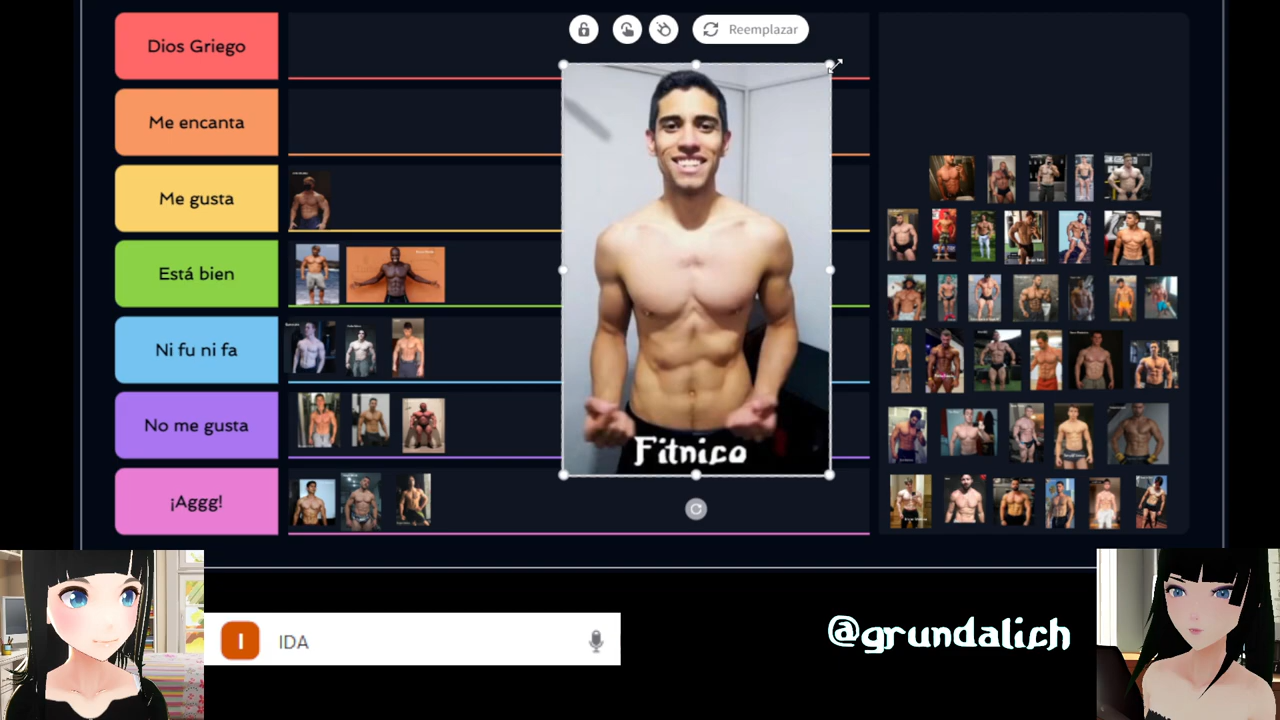 Reemplazar
Dios Griego
Me encanta
Me gusta
Está bien
Ni fu ni fa
No me gusta
¡Aggg!
Fitnico
I
IDA
@grundalich